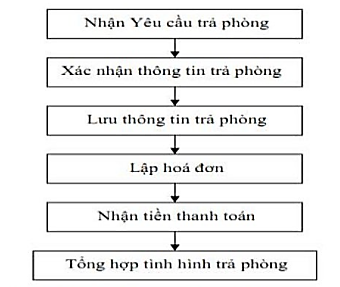 Nhận Yêu cầu trả phòng
Xác nhận thông tin trả phòng
Lưu thông tin trả phòng
Lập hoá đơn
Nhận tiền thanh toán
Tổng hợp tình hình trả phòng